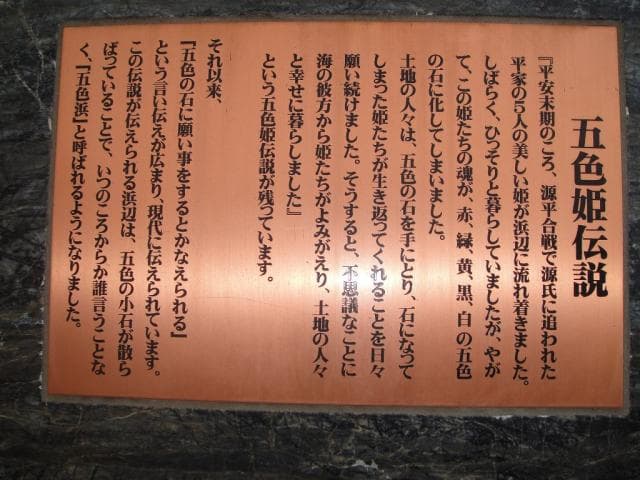 五色姫伝説
『平安末期のころ、源平合戦で源氏に追われた
平家の5人の美しい姫が浜辺に流れ着きました。
しばらく、ひっそりと暮らしていましたが、やが
て、この姫たちの魂が、赤、緑、黄、黒、白の五色
の石に化してしまいました。
土地の人々は、五色の石を手にとり、石になって
しまった姫たちが生き返ってくれることを日々
願い続けました。そうすると、不思議なことに
海の彼方から姫たちがよみがえり、土地の人々
と幸せに暮らしました』
という五色姫伝説が残っています。
それ以来、
『五色の石に願い事をするとかなえられる』
という言い伝えが広まり、現代に伝えられています。
この伝説が伝えられる浜辺は、五色の小石が散ら
ばっていることで、いつのころからか誰言うことな
く、『五色浜』と呼ばれるようになりました。